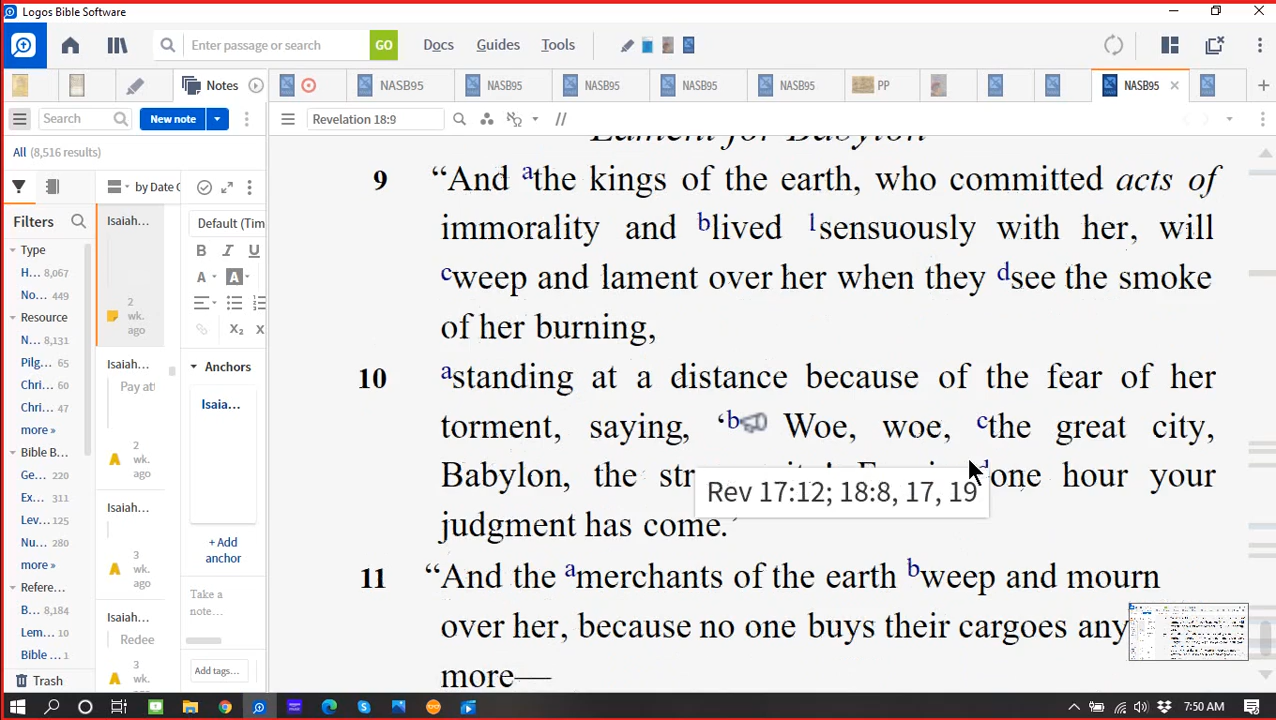 Logos Bible Software
Enter passage or search GO Docs Guides Tools
Notes NASB95 NASB95 NASB95 NASB95 NASB95 PP NASB95
Search New note Revelation 18:9
All (8,516 results)
Lament for Babylon
by Date C
Filters
Isaiah...
Default (Tim
Type
H... 8,067
No... 449
B I U
A A
2
wk.
ago
Resource
N... 8,131
Pilg... 65
Chri... 60
Chri... 47
more »
X₂ X
Isaiah...
Pay at
2
wk.
ago
Anchors
Isaia...
Bible B...
Ge...
Ex...
Lev...
Nu... 280
more »
Isaiah...
3
wk.
ago
+ Add
anchor
Refere...
B... 8,184
Lem... 10
Bible ... 1
Trash
Isaiah...
Redee
3
wk.
ago
Take a
note...
Add tags...
9 “And ᵃthe kings of the earth, who committed acts of
immorality and ᵇlived ˡsensuously with her, will
ᶜweep and lament over her when they ᵈsee the smoke
of her burning,
10 ᵃstanding at a distance because of the fear of her
torment, saying, ‘ᵇ Woe, woe, ᶜthe great city,
Babylon, the one hour your
Rev 17:12; 18:8, 17, 19
judgment has come.’
11 “And the ᵃmerchants of the earth ᵇweep and mourn
over her, because no one buys their cargoes any
more—
7:50 AM